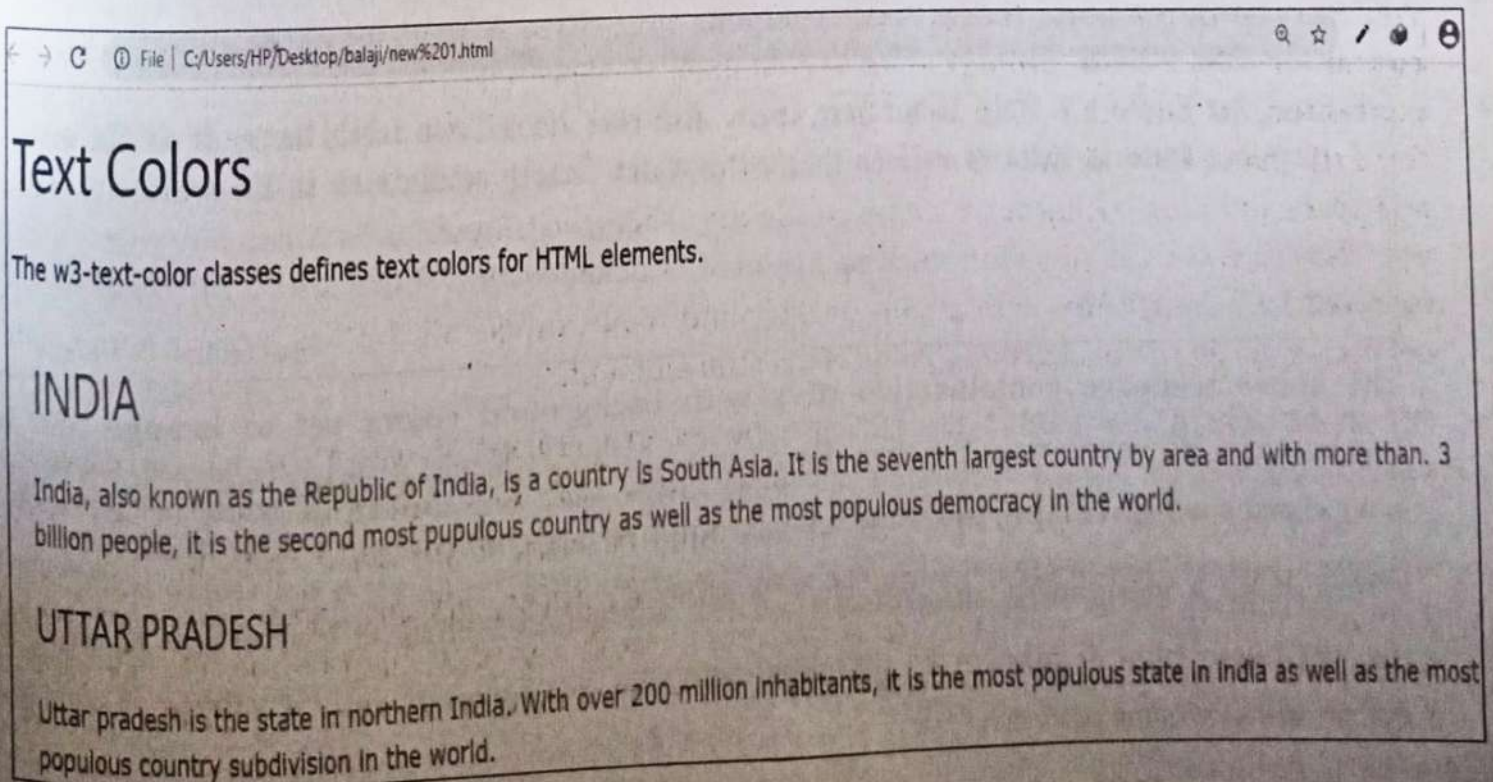 File | C:/Users/HP/Desktop/balaji/new%201.html
Text Colors
The w3-text-color classes defines text colors for HTML elements.
INDIA
India, also known as the Republic of India, is a country is South Asia. It is the seventh largest country by area and with more than. 3
billion people, it is the second most pupulous country as well as the most populous democracy in the world.
UTTAR PRADESH
Uttar pradesh is the state in northern India. With over 200 million inhabitants, it is the most populous state in India as well as the most
populous country subdivision in the world.